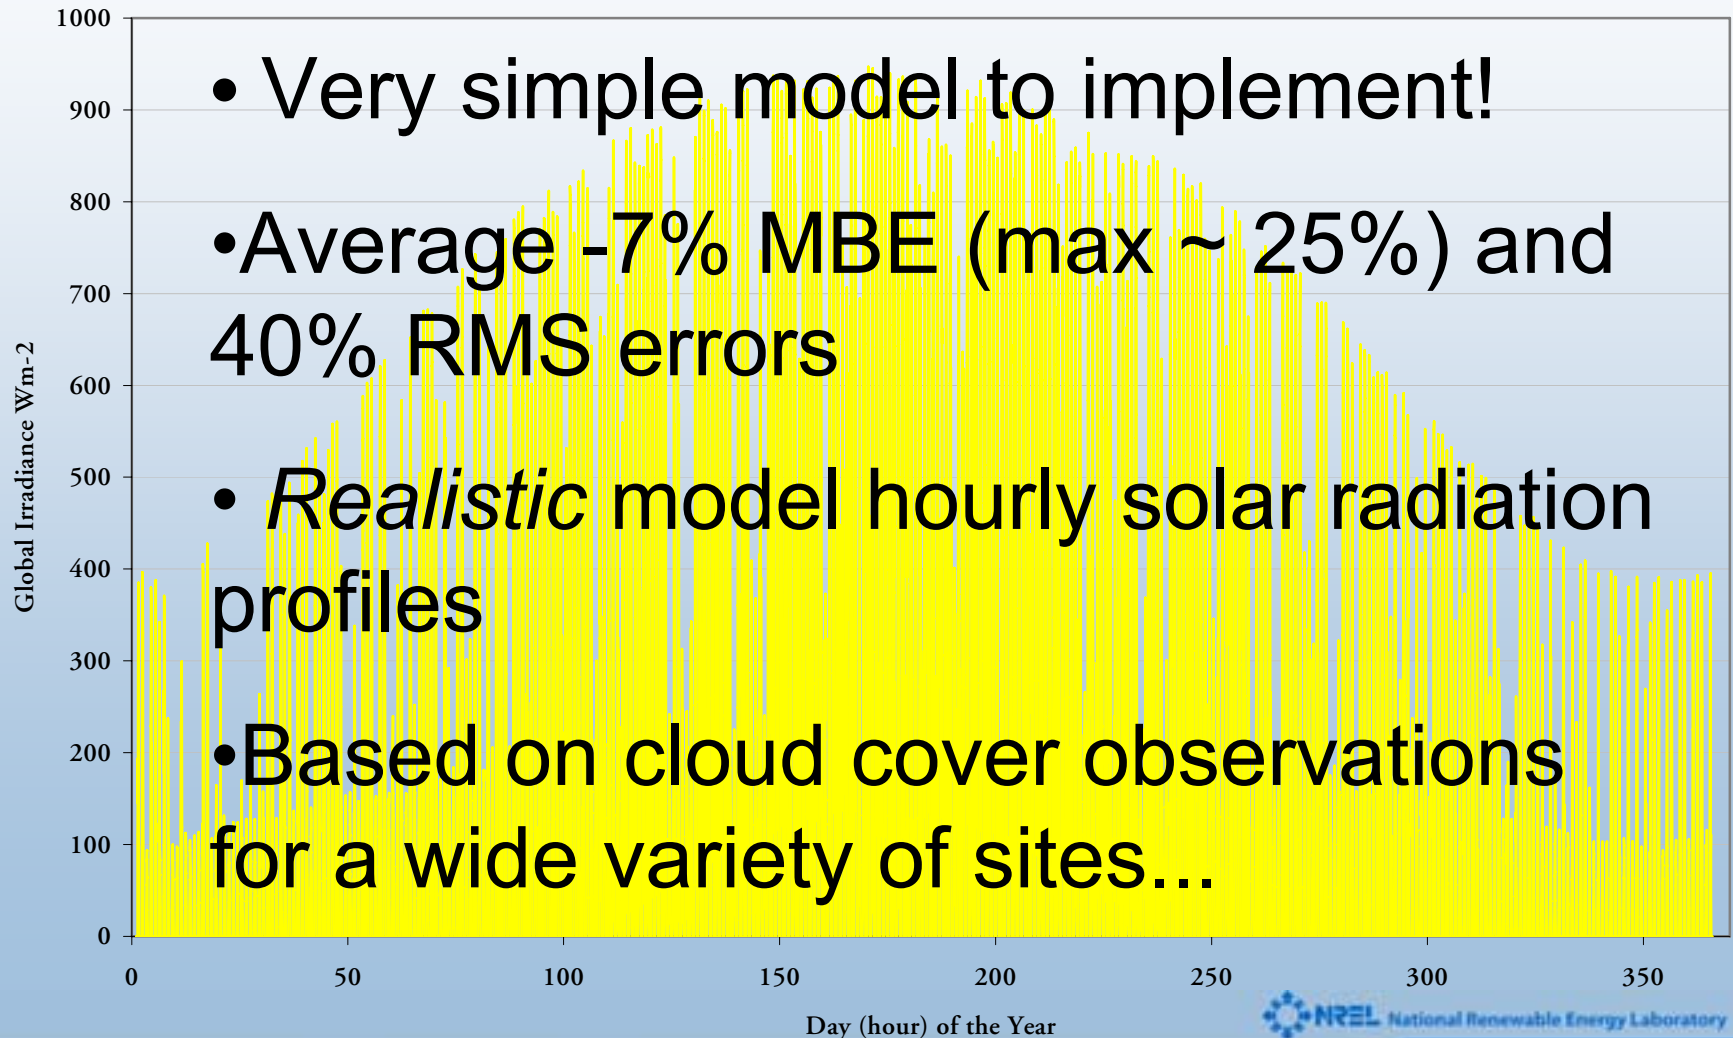 • Very simple model to implement!
•Average -7% MBE (max ~ 25%) and
40% RMS errors
• Realistic model hourly solar radiation
profiles
•Based on cloud cover observations
for a wide variety of sites...
Global Irradiance Wm-2
1000
900
800
700
600
500
400
300
200
100
0
0 50 100 150 200 250 300 350
Day (hour) of the Year
NREL National Renewable Energy Laboratory